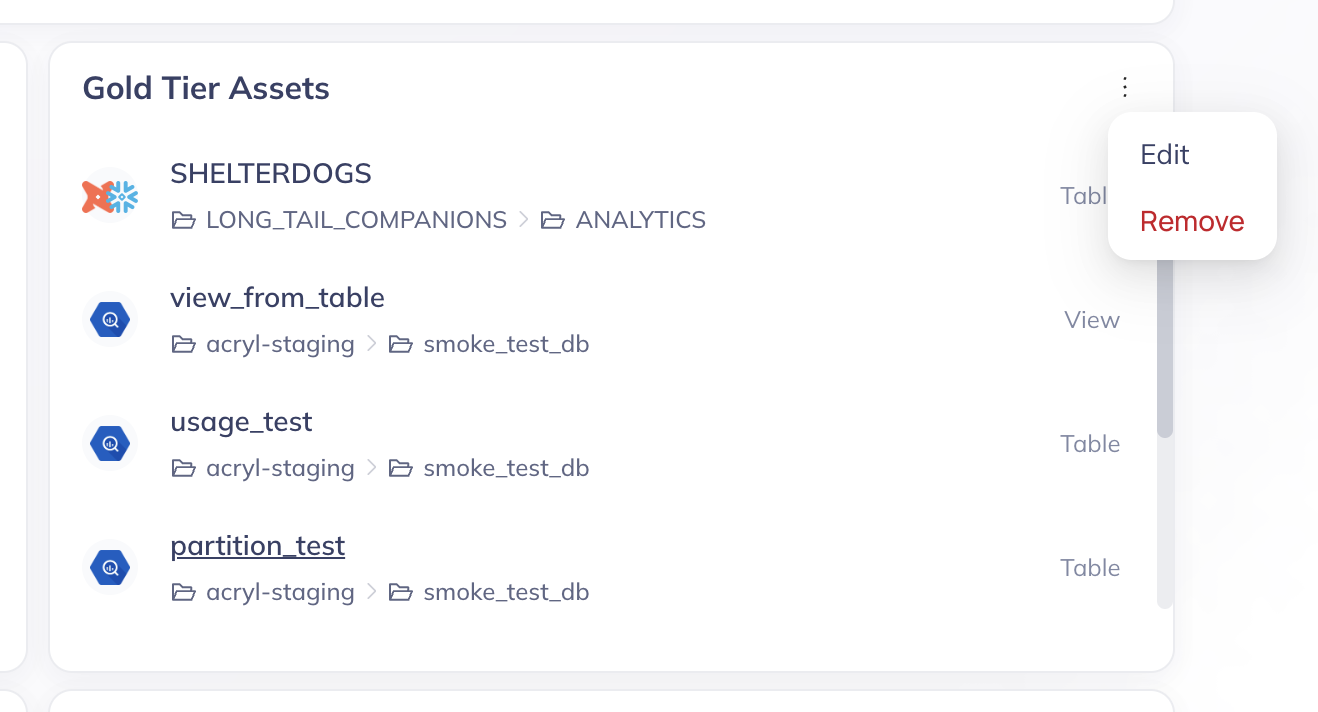 Gold Tier Assets
Edit
Remove
SHELTERDOGS
LONG_TAIL_COMPANIONS > ANALYTICS
Tabl
view_from_table
acryl-staging > smoke_test_db
View
usage_test
acryl-staging > smoke_test_db
Table
partition_test
acryl-staging > smoke_test_db
Table